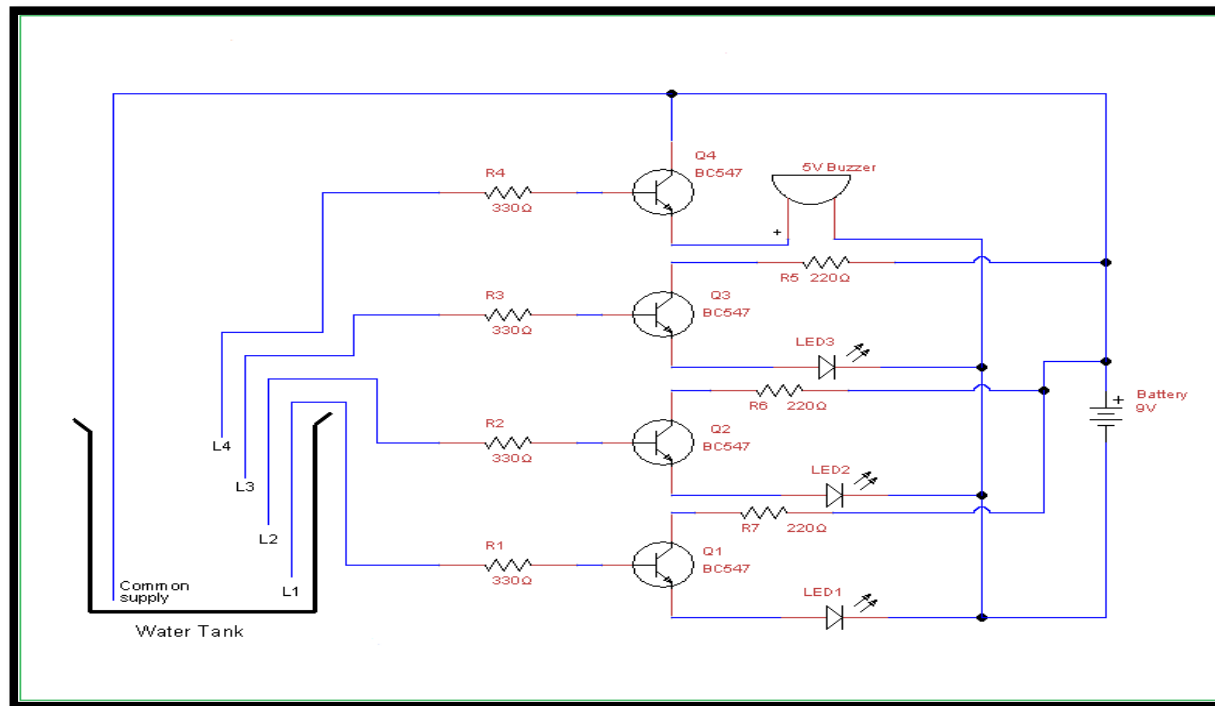 Q4
BC547
5V Buzzer
R4
330Ω
+
R5 220Ω
R3
330Ω
Q3
BC547
LED3
R6 220Ω
Battery
9V
+
L4
R2
330Ω
Q2
BC547
L3
LED2
R7 220Ω
L2
R1
330Ω
Q1
BC547
Common
supply
L1
LED1
Water Tank